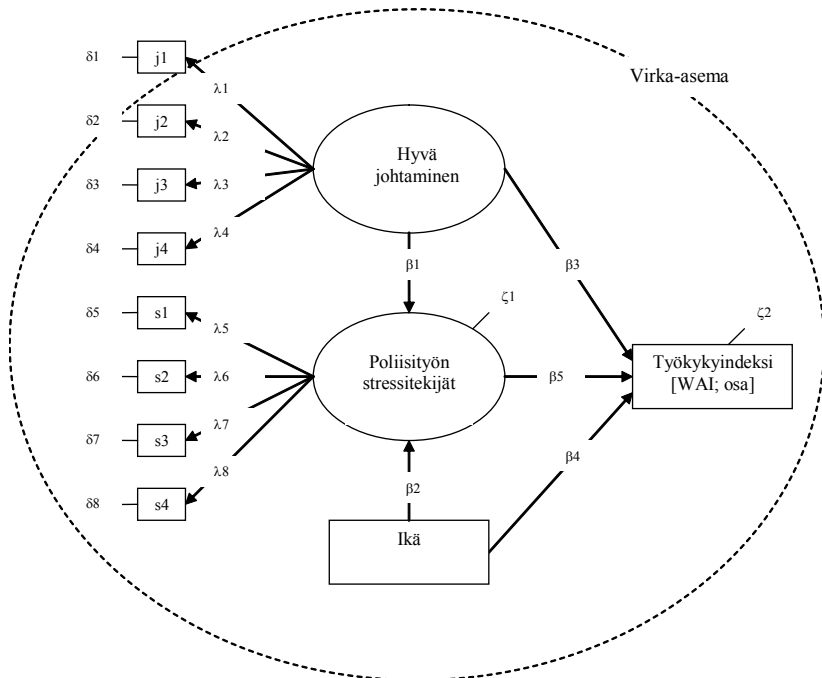 δ1
j1
λ1
Virka-asema
δ2
j2
λ2
Hyvä
johtaminen
δ3
j3
λ3
δ4
j4
λ4
β1
β3
δ5
s1
λ5
ζ1
ζ2
δ6
s2
λ6
Poliisityön
stressitekijät
β5
Työkykyindeksi
[WAI; osa]
δ7
s3
λ7
λ8
β4
δ8
s4
β2
Ikä